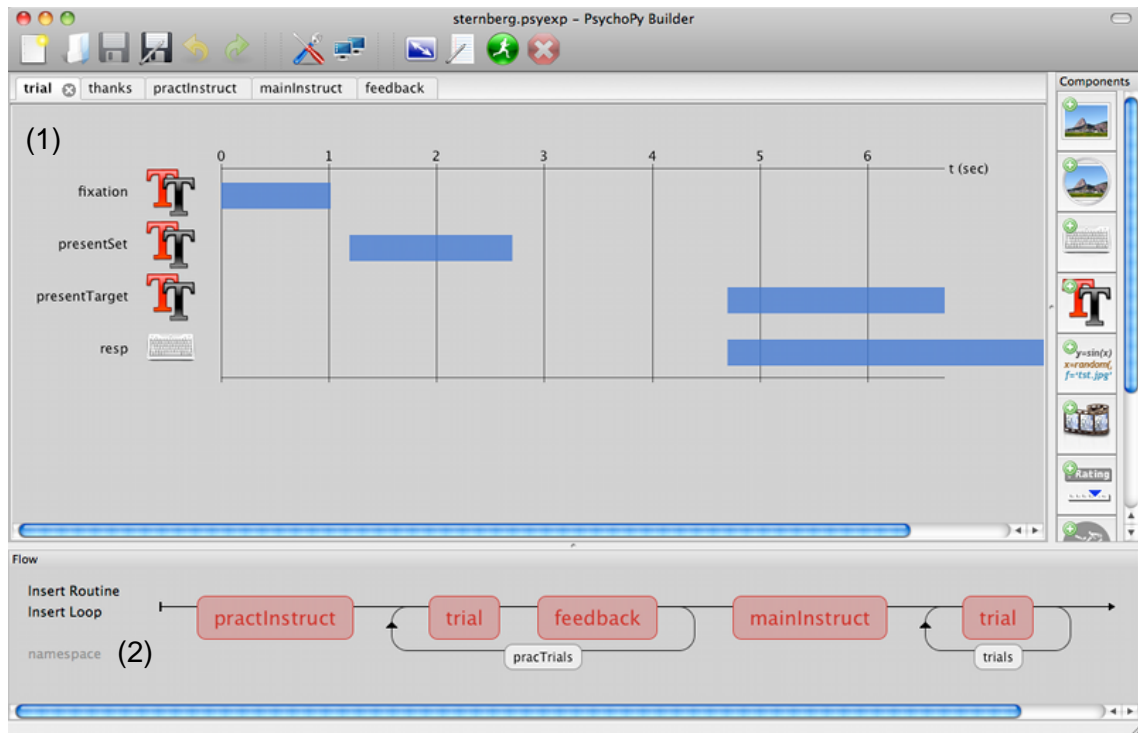 sternberg.psyexp – PsychoPy Builder
trial thanks practInstruct mainInstruct feedback
Components
(1)
0 1 2 3 4 5 6
t (sec)
fixation
presentSet
presentTarget
resp
y=sin(x)
x=random(,
f='tst.jpg'
Rating
Flow
Insert Routine
Insert Loop
practInstruct trial feedback mainInstruct trial
namespace (2)
pracTrials trials